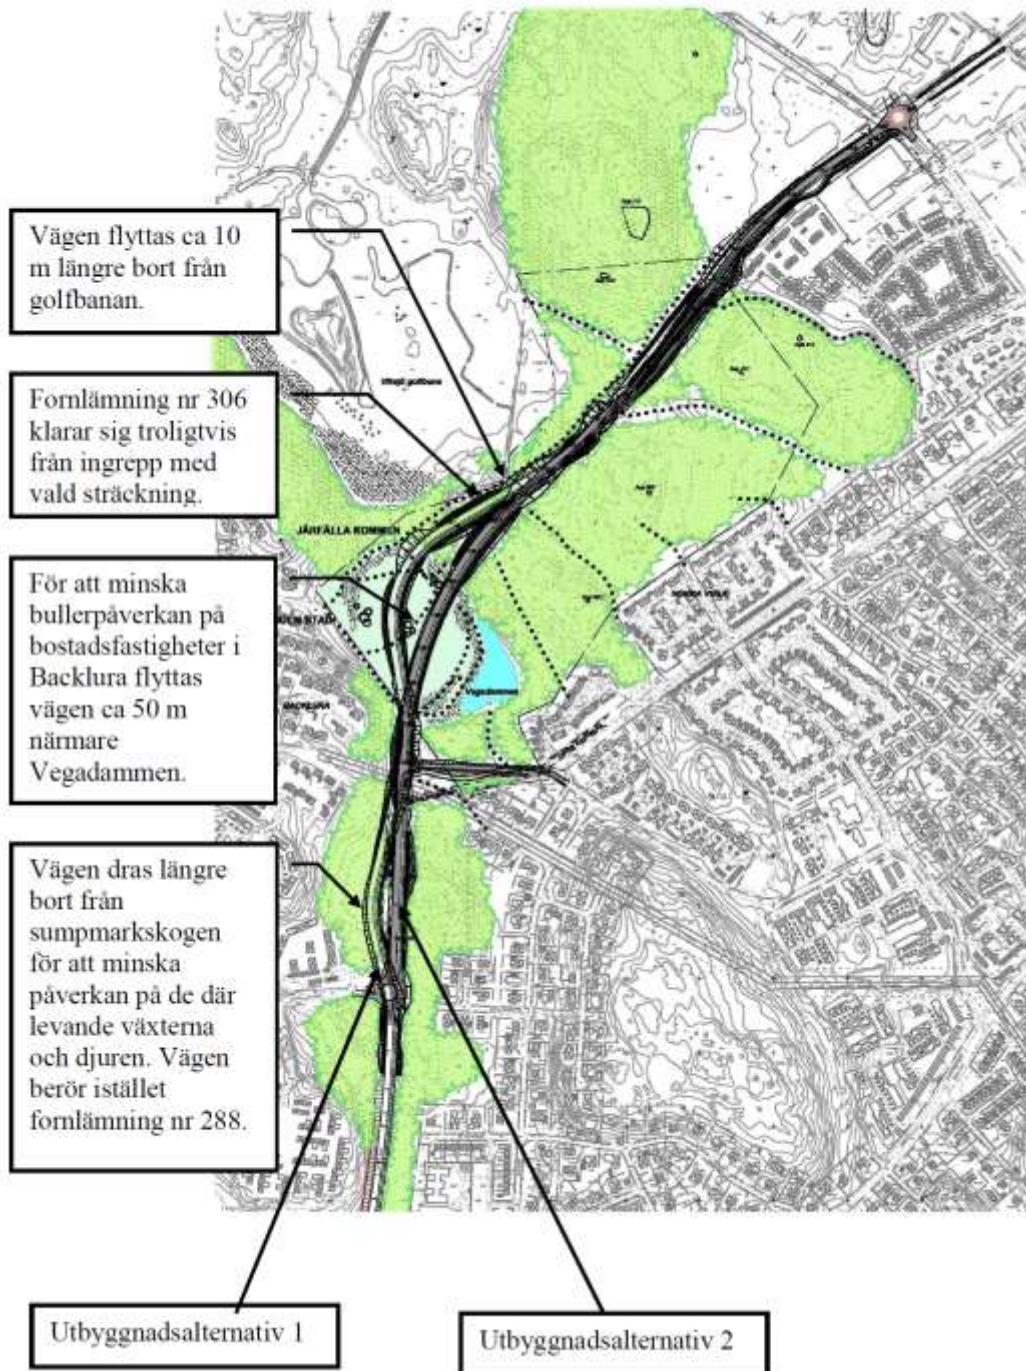 Vägen flyttas ca 10
m längre bort från
golfbanan.
Fornlämning nr 306
klarar sig troligtvis
från ingrepp med
vald sträckning.
JÄRFÄLLA KOMMUN
För att minska
bullerpåverkan på
bostadsfastigheter i
Backlura flyttas
vägen ca 50 m
närmare
Vegadammen.
BACKLURA
Vegadammen
Vägen dras längre
bort från
sumpmarkskogen
för att minska
påverkan på de där
levande växterna
och djuren. Vägen
berör istället
fornlämning nr 288.
Utbyggnadsalternativ 1
Utbyggnadsalternativ 2